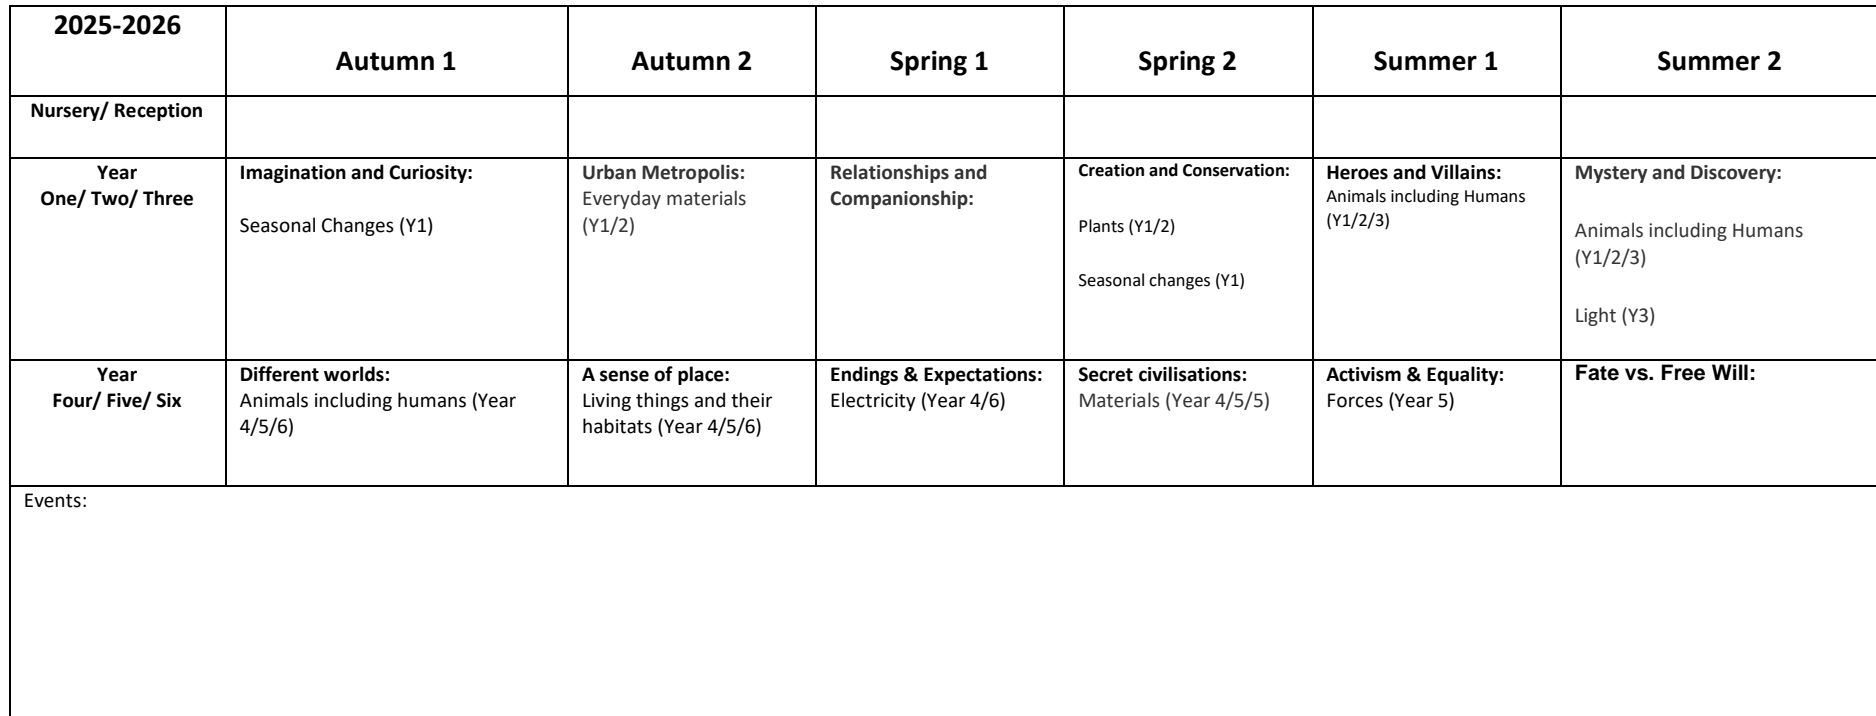 2025-2026
Autumn 1
Autumn 2
Spring 1
Spring 2
Summer 1
Summer 2
Nursery/ Reception
Year
One/ Two/ Three
Imagination and Curiosity:
Seasonal Changes (Y1)
Urban Metropolis:
Everyday materials
(Y1/2)
Relationships and
Companionship:
Creation and Conservation:
Plants (Y1/2)
Seasonal changes (Y1)
Heroes and Villains:
Animals including Humans
(Y1/2/3)
Mystery and Discovery:
Animals including Humans
(Y1/2/3)
Light (Y3)
Year
Four/ Five/ Six
Different worlds:
Animals including humans (Year
4/5/6)
A sense of place:
Living things and their
habitats (Year 4/5/6)
Endings & Expectations:
Electricity (Year 4/6)
Secret civilisations:
Materials (Year 4/5/5)
Activism & Equality:
Forces (Year 5)
Fate vs. Free Will:
Events: